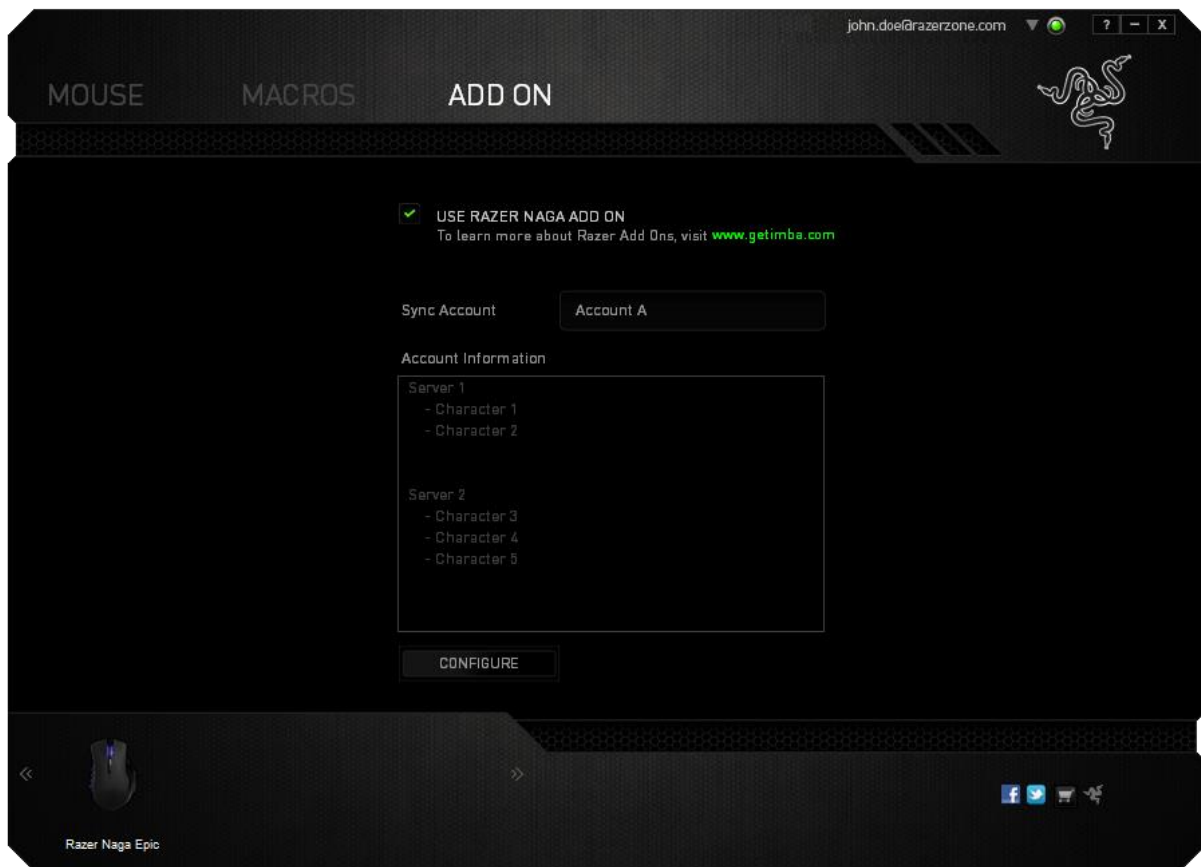 john.doe@razerzone.com
? – X
MOUSE MACROS ADD ON
USE RAZER NAGA ADD ON
To learn more about Razer Add Ons, visit www.getimba.com
Sync Account Account A
Account Information
Server 1
- Character 1
- Character 2
Server 2
- Character 3
- Character 4
- Character 5
CONFIGURE
Razer Naga Epic